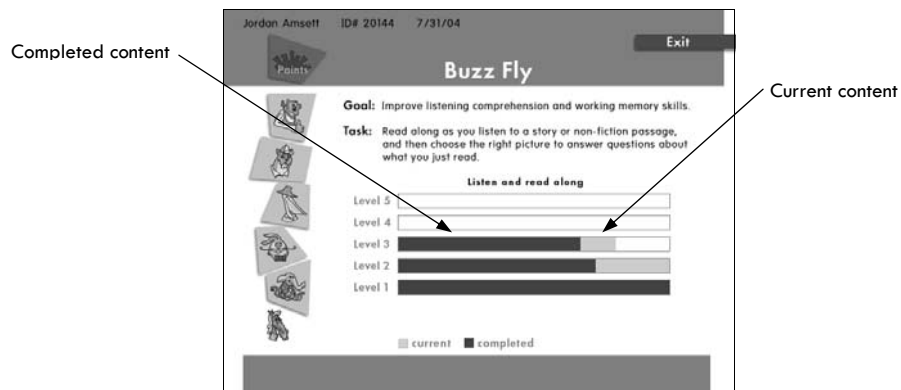 Jordan Amsett ID# 20144 7/31/04
Exit
Completed content
Points
Buzz Fly
Current content
Goal: Improve listening comprehension and working memory skills.
Task: Read along as you listen to a story or non-fiction passage,
and then choose the right picture to answer questions about
what you just read.
Listen and read along
Level 5
Level 4
Level 3
Level 2
Level 1
current completed